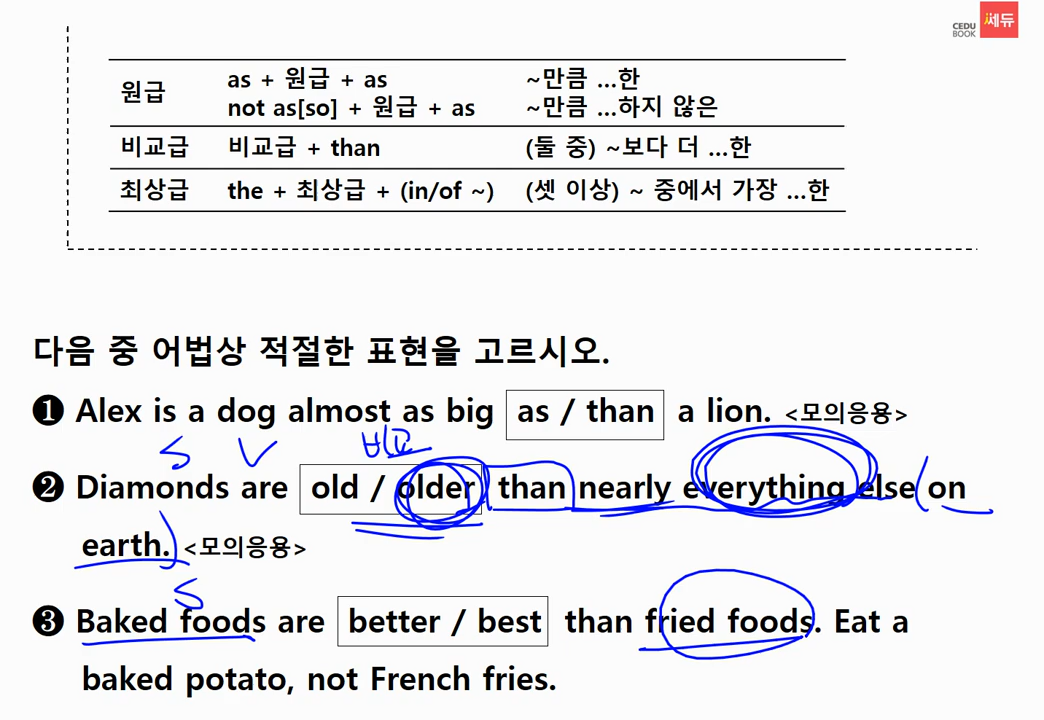 CEDU
BOOK
쎄듀
원급 as + 원급 + as ~만큼 …한
not as[so] + 원급 + as ~만큼 …하지 않은
비교급 비교급 + than (둘 중) ~보다 더 …한
최상급 the + 최상급 + (in/of ~) (셋 이상) ~ 중에서 가장 …한
다음 중 어법상 적절한 표현을 고르시오.
❶ Alex is a dog almost as big as / than a lion. <모의응용>
S V 비교
❷ Diamonds are old / older than nearly everything else (on
earth.) <모의응용>
S
❸ Baked foods are better / best than fried foods. Eat a
baked potato, not French fries.